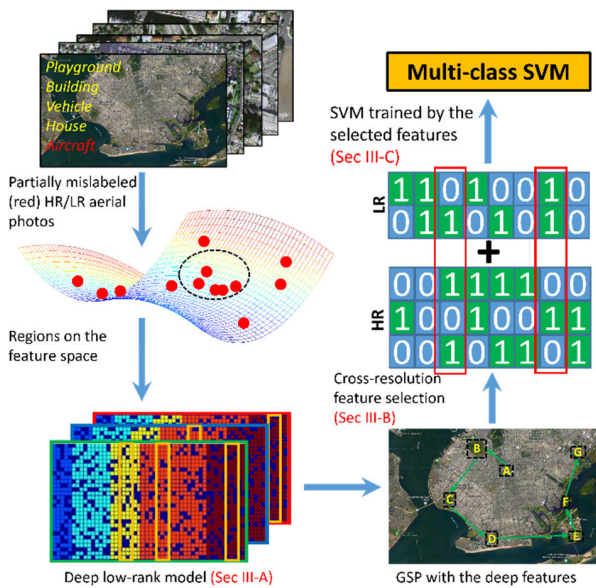 Playground
Building
Vehicle
House
Aircraft
Partially mislabeled
(red) HR/LR aerial
photos
Regions on the
feature space
Deep low-rank model (Sec III-A)
Multi-class SVM
SVM trained by the
selected features
(Sec III-C)
LR
1 1 0 1 0 0 1 0
0 1 1 0 1 0 1 0
+
HR
0 0 1 1 1 1 0 0
1 0 0 1 0 0 1 1
0 0 1 0 1 1 0 1
Cross-resolution
feature selection
(Sec III-B)
B
G
A
C
F
D
E
GSP with the deep features